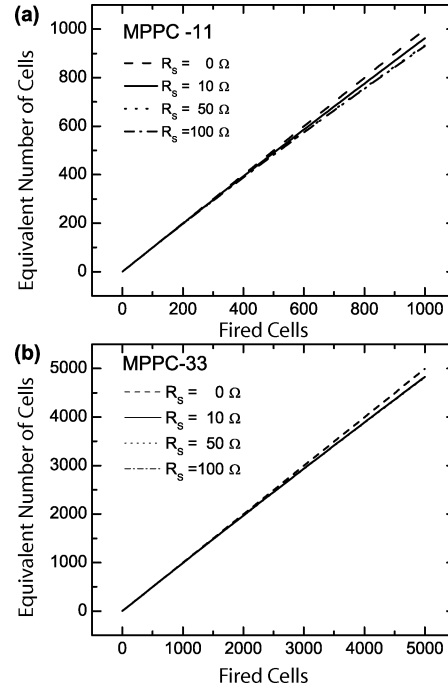 (a)
MPPC -11
R_s = 0 Ω
R_s = 10 Ω
R_s = 50 Ω
R_s =100 Ω
Equivalent Number of Cells
1000
800
600
400
200
0
0 200 400 600 800 1000
Fired Cells
(b)
MPPC-33
R_s = 0 Ω
R_s = 10 Ω
R_s = 50 Ω
R_s =100 Ω
Equivalent Number of Cells
5000
4000
3000
2000
1000
0
0 1000 2000 3000 4000 5000
Fired Cells